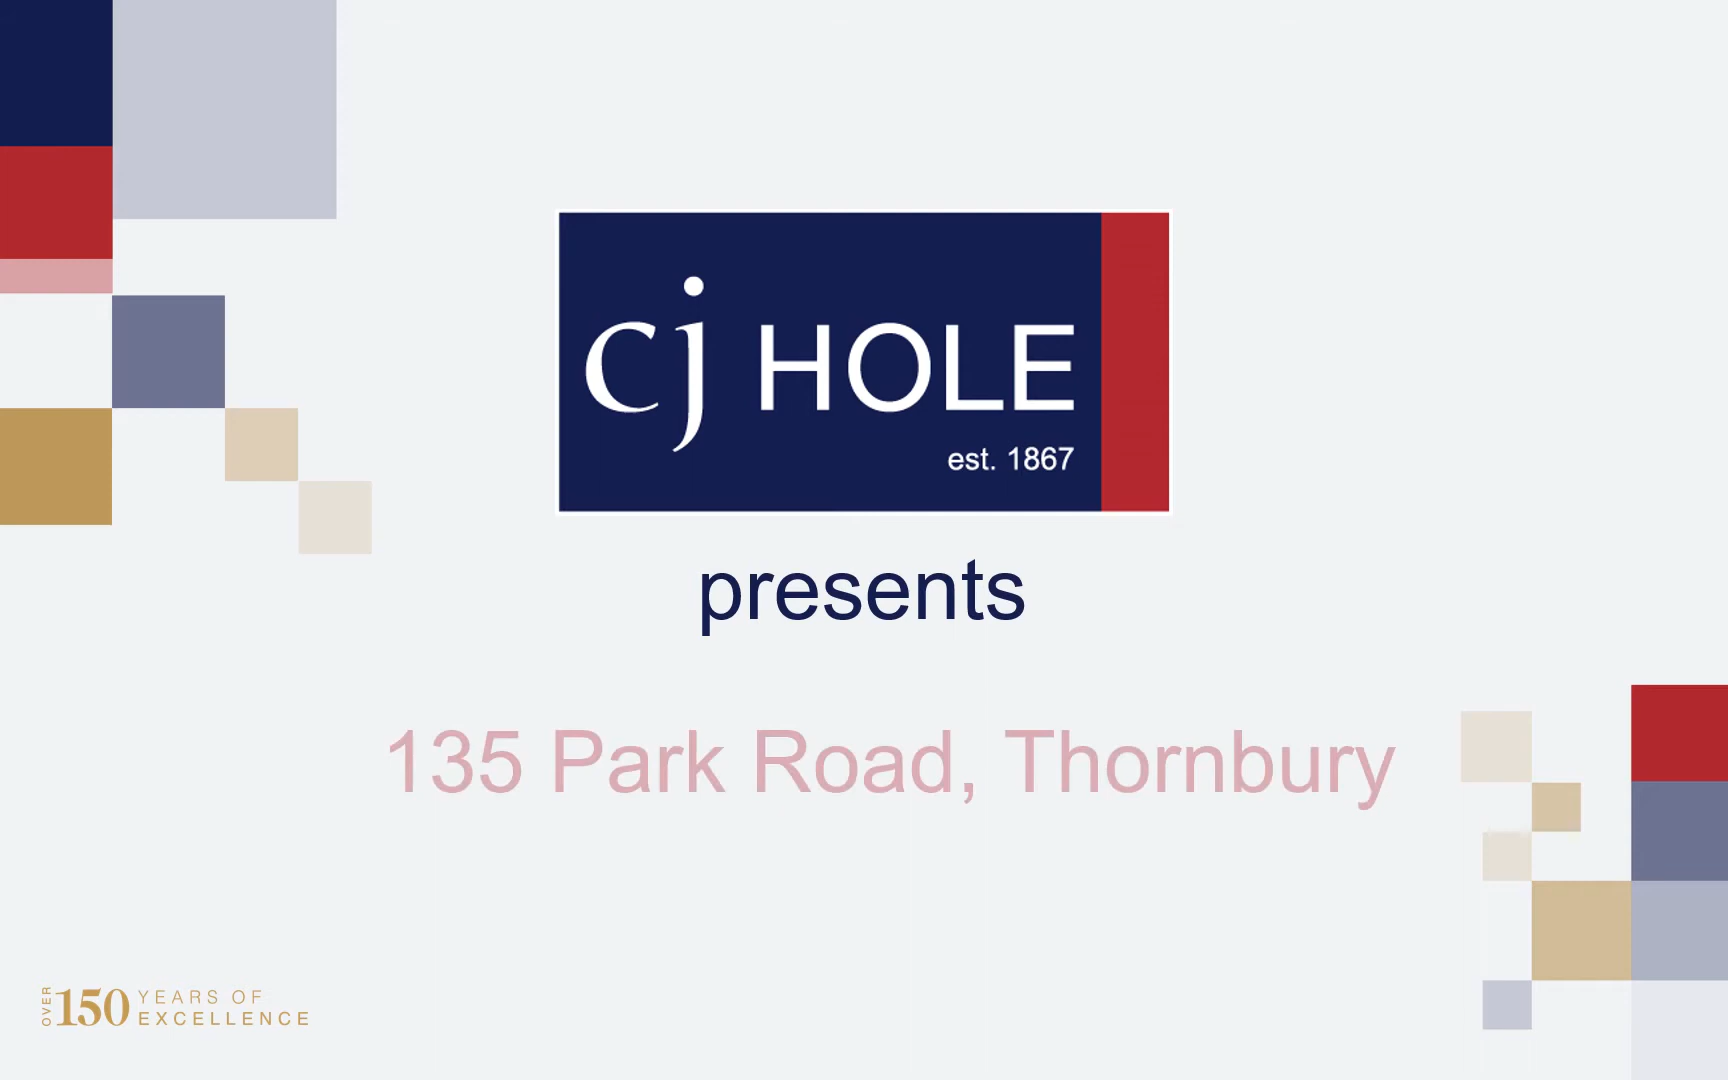 cj HOLE
est. 1867
presents
135 Park Road, Thornbury
OVER 150 YEARS OF
EXCELLENCE